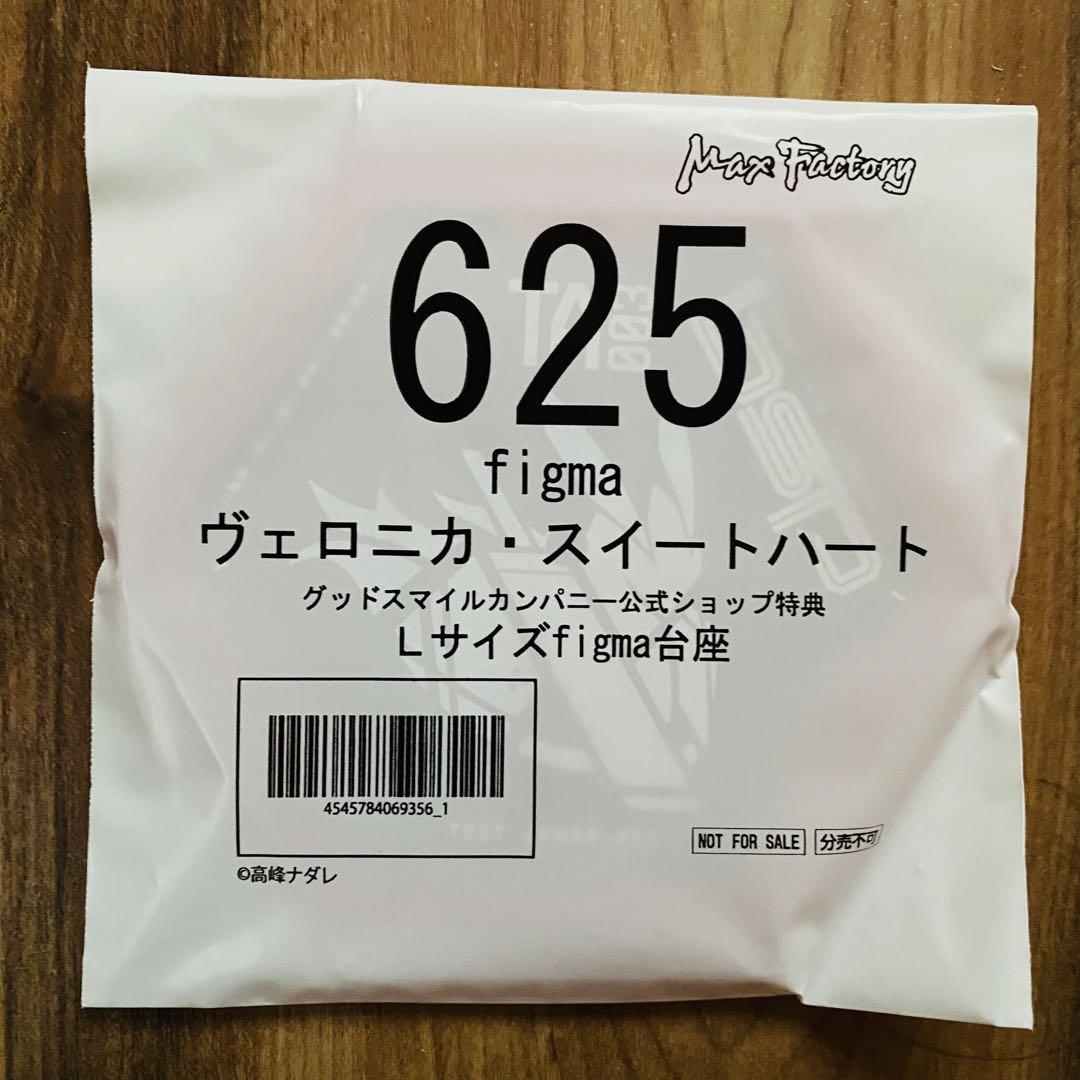 Max Factory
625
figma
ヴェロニカ・スイートハート
グッドスマイルカンパニー公式ショップ特典
Lサイズfigma台座
4545784069356_1
NOT FOR SALE 分売不可
©高峰ナダレ